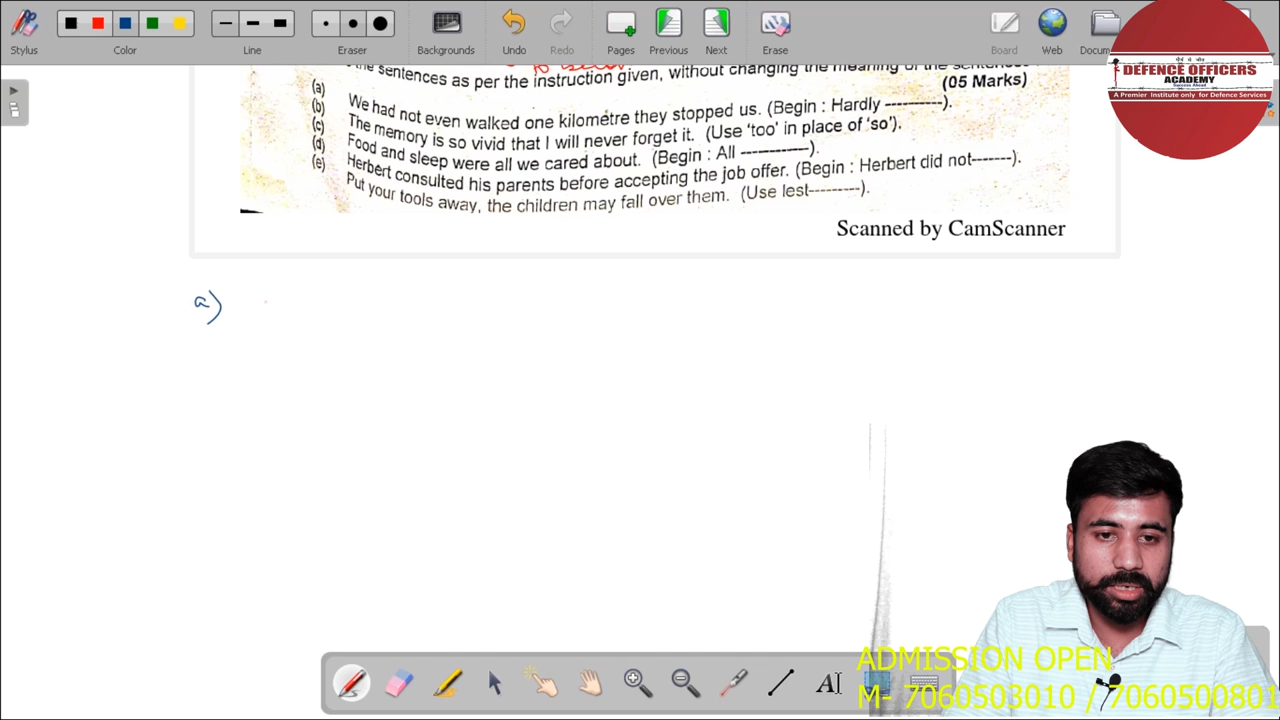 Stylus
Color
Line
Eraser
Backgrounds
Undo
Redo
Pages
Previous
Next
Erase
Board
Web
DEFENCE OFFICERS
ACADEMY
Success Ahead
A Premier Institute only for Defence Services
the sentences as per the instruction given, without changing the meaning of the sentences
(05 Marks)
(a) We had not even walked one kilometre they stopped us. (Begin : Hardly ----------).
(b) The memory is so vivid that I will never forget it. (Use 'too' in place of 'so').
(c) Food and sleep were all we cared about. (Begin : All ------------).
(d) Herbert consulted his parents before accepting the job offer. (Begin : Herbert did not-------).
(e) Put your tools away, the children may fall over them. (Use lest---------).
Scanned by CamScanner
a)
ADMISSION OPEN
M- 7060503010 / 7060500801